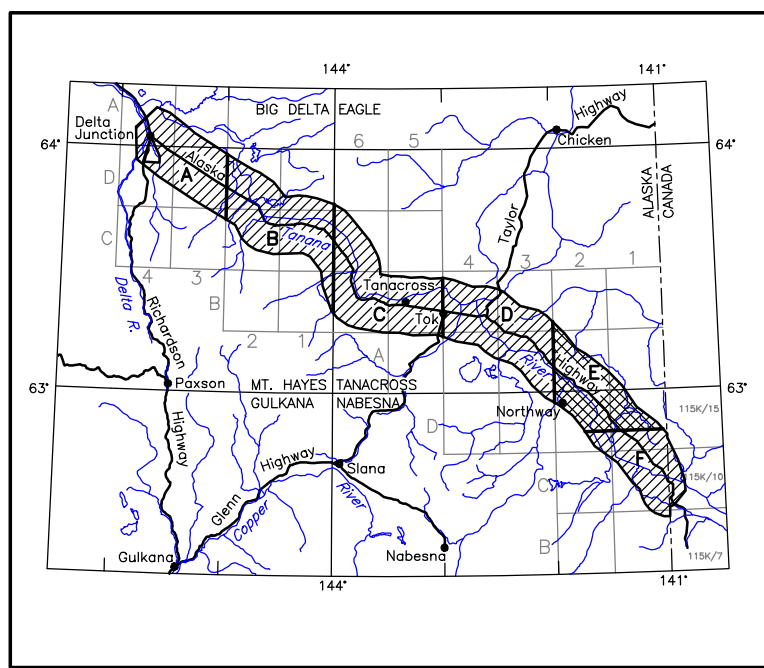 144°
141°
A
BIG DELTA
EAGLE
Highway
Delta
Junction
64°
64°
6
5
Chicken
Alaska
D
A
ALASKA
CANADA
Taylor
C
B
Tanana
4
3
4
3
2
1
Tanacross
Delta R.
B
C
Tok
D
Richardson
2
1
A
River
Highway
E
63°
Paxson
MT. HAYES
TANACROSS
63°
GULKANA
NABESNA
Northway
115K/15
Highway
D
Highway
Slana
F
115K/10
Glenn
River
C
Copper
Gulkana
Nabesna
B
115K/7
144°
141°